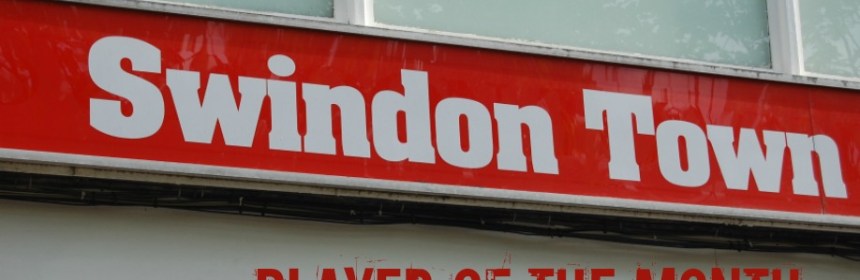 Swindon Town
PLAYER OF THE MONTH